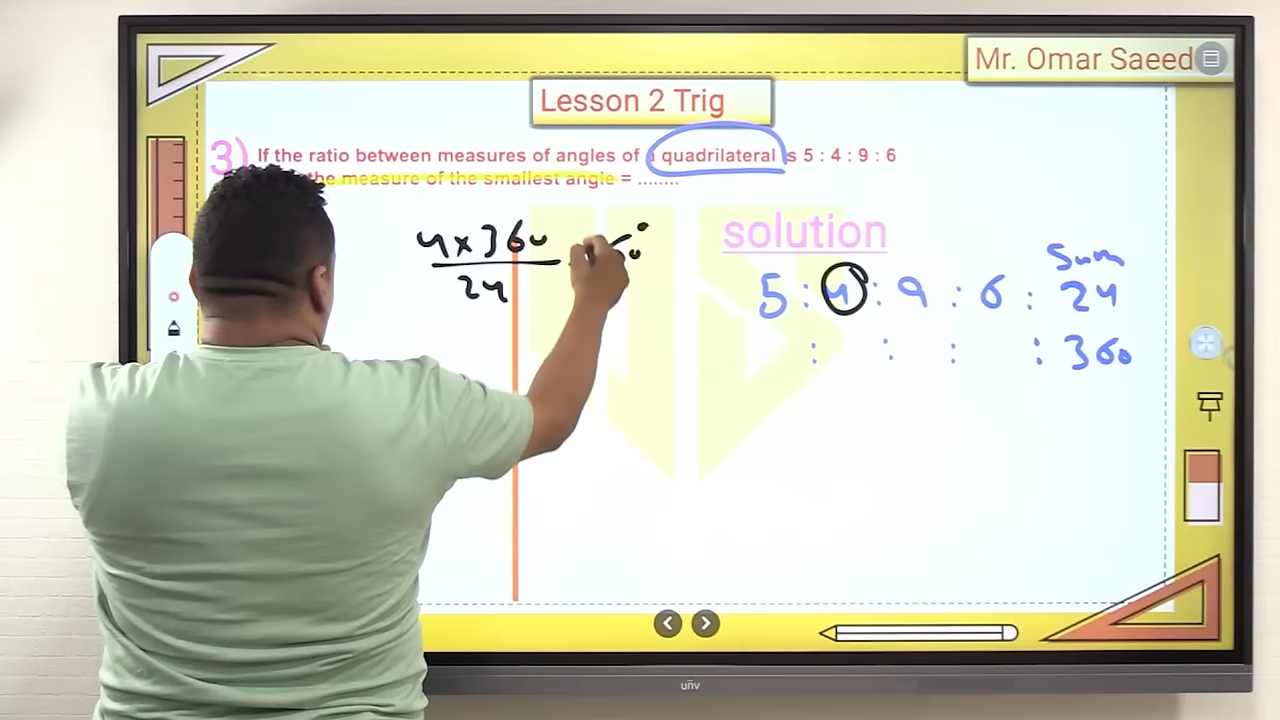 Mr. Omar Saeed
Lesson 2 Trig
3) If the ratio between measures of angles of a quadrilateral is 5 : 4 : 9 : 6
the measure of the smallest angle = ........
solution
4 x 360
24
Sum
5 : 4 : 9 : 6 : 24
: : : : 360
unv